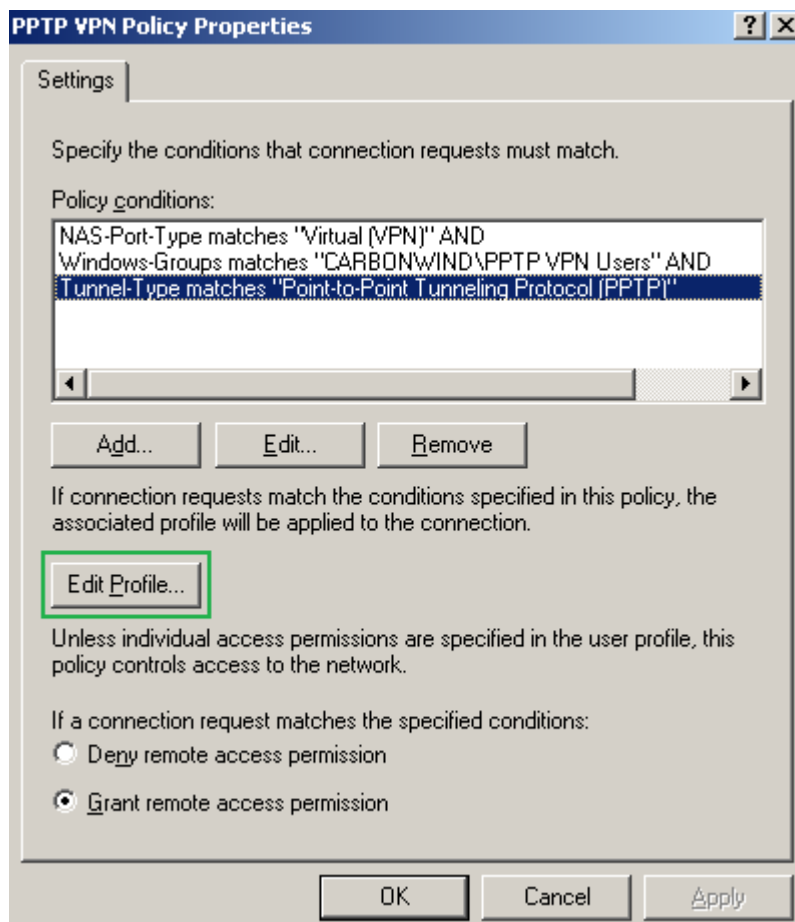 PPTP VPN Policy Properties
Settings
Specify the conditions that connection requests must match.
Policy conditions:
NAS-Port-Type matches "Virtual (VPN)" AND
Windows-Groups matches "CARBONWIND\PPTP VPN Users" AND
Tunnel-Type matches "Point-to-Point Tunneling Protocol (PPTP)"
Add... Edit... Remove
If connection requests match the conditions specified in this policy, the
associated profile will be applied to the connection.
Edit Profile...
Unless individual access permissions are specified in the user profile, this
policy controls access to the network.
If a connection request matches the specified conditions:
Deny remote access permission
Grant remote access permission
OK Cancel Apply